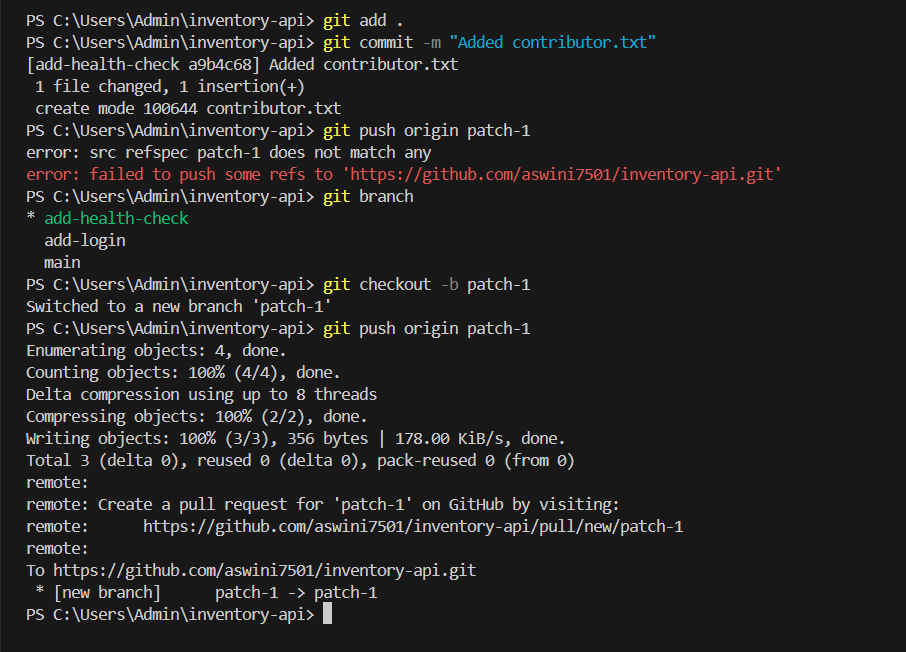 PS C:\Users\Admin\inventory-api> git add .
PS C:\Users\Admin\inventory-api> git commit -m "Added contributor.txt"
[add-health-check a9b4c68] Added contributor.txt
 1 file changed, 1 insertion(+)
 create mode 100644 contributor.txt
PS C:\Users\Admin\inventory-api> git push origin patch-1
error: src refspec patch-1 does not match any
error: failed to push some refs to 'https://github.com/aswini7501/inventory-api.git'
PS C:\Users\Admin\inventory-api> git branch
* add-health-check
  add-login
  main
PS C:\Users\Admin\inventory-api> git checkout -b patch-1
Switched to a new branch 'patch-1'
PS C:\Users\Admin\inventory-api> git push origin patch-1
Enumerating objects: 4, done.
Counting objects: 100% (4/4), done.
Delta compression using up to 8 threads
Compressing objects: 100% (2/2), done.
Writing objects: 100% (3/3), 356 bytes | 178.00 KiB/s, done.
Total 3 (delta 0), reused 0 (delta 0), pack-reused 0 (from 0)
remote:
remote: Create a pull request for 'patch-1' on GitHub by visiting:
remote:      https://github.com/aswini7501/inventory-api/pull/new/patch-1
remote:
To https://github.com/aswini7501/inventory-api.git
 * [new branch]      patch-1 -> patch-1
PS C:\Users\Admin\inventory-api>